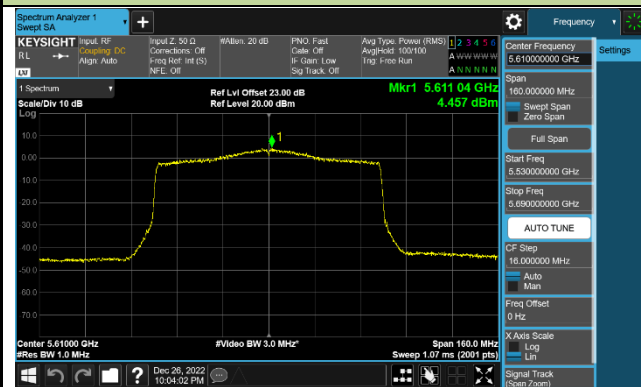 Spectrum Analyzer 1
Swept SA
Frequency
KEYSIGHT
RL
Input: RF
Coupling: DC
Align: Auto
Input Z: 50 Ω
Corrections: Off
Freq Ref: Int (S)
NFE: Off
#Atten: 20 dB
PNO: Fast
Gate: Off
IF Gain: Low
Sig Track: Off
Avg Type: Power (RMS)
Avg|Hold: 100/100
Trig: Free Run
1 2 3 4 5 6
A W W W W W
A N N N N N
1 Spectrum
Scale/Div 10 dB
Log
Ref Lvl Offset 23.00 dB
Ref Level 20.00 dBm
Mkr1 5.611 04 GHz
4.457 dBm
1
10.0
0.00
-10.0
-20.0
-30.0
-40.0
-50.0
-60.0
-70.0
Center 5.61000 GHz
#Res BW 1.0 MHz
#Video BW 3.0 MHz*
Span 160.0 MHz
Sweep 1.07 ms (2001 pts)
Dec 26, 2022
10:04:02 PM
Center Frequency
5.610000000 GHz
Span
160.000000 MHz
Swept Span
Zero Span
Full Span
Start Freq
5.530000000 GHz
Stop Freq
5.690000000 GHz
AUTO TUNE
CF Step
16.000000 MHz
Auto
Man
Freq Offset
0 Hz
X Axis Scale
Log
Lin
Signal Track
(Span Zoom)
Settings